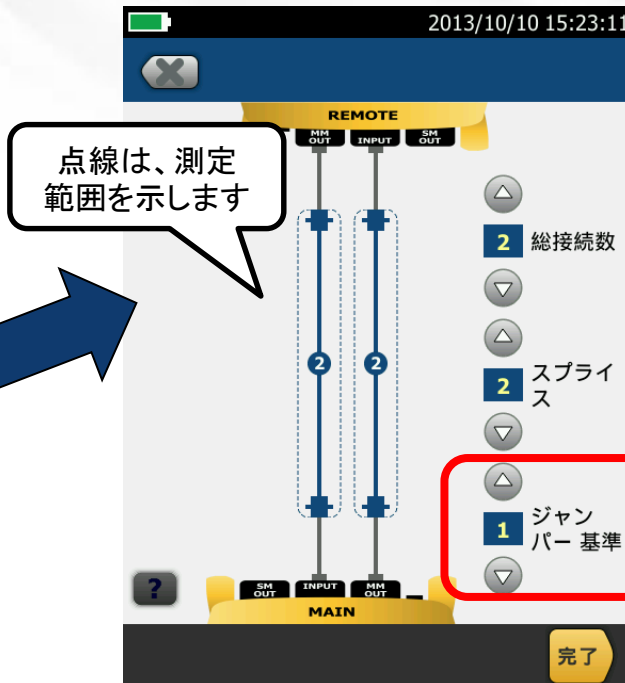 2013/10/10 15:23:11
REMOTE
MM OUT
INPUT
SM OUT
点線は、測定
範囲を示します
2 総接続数
2
2
2 スプライ
ス
1 ジャン
パー 基準
?
SM OUT
INPUT
MM OUT
MAIN
完了